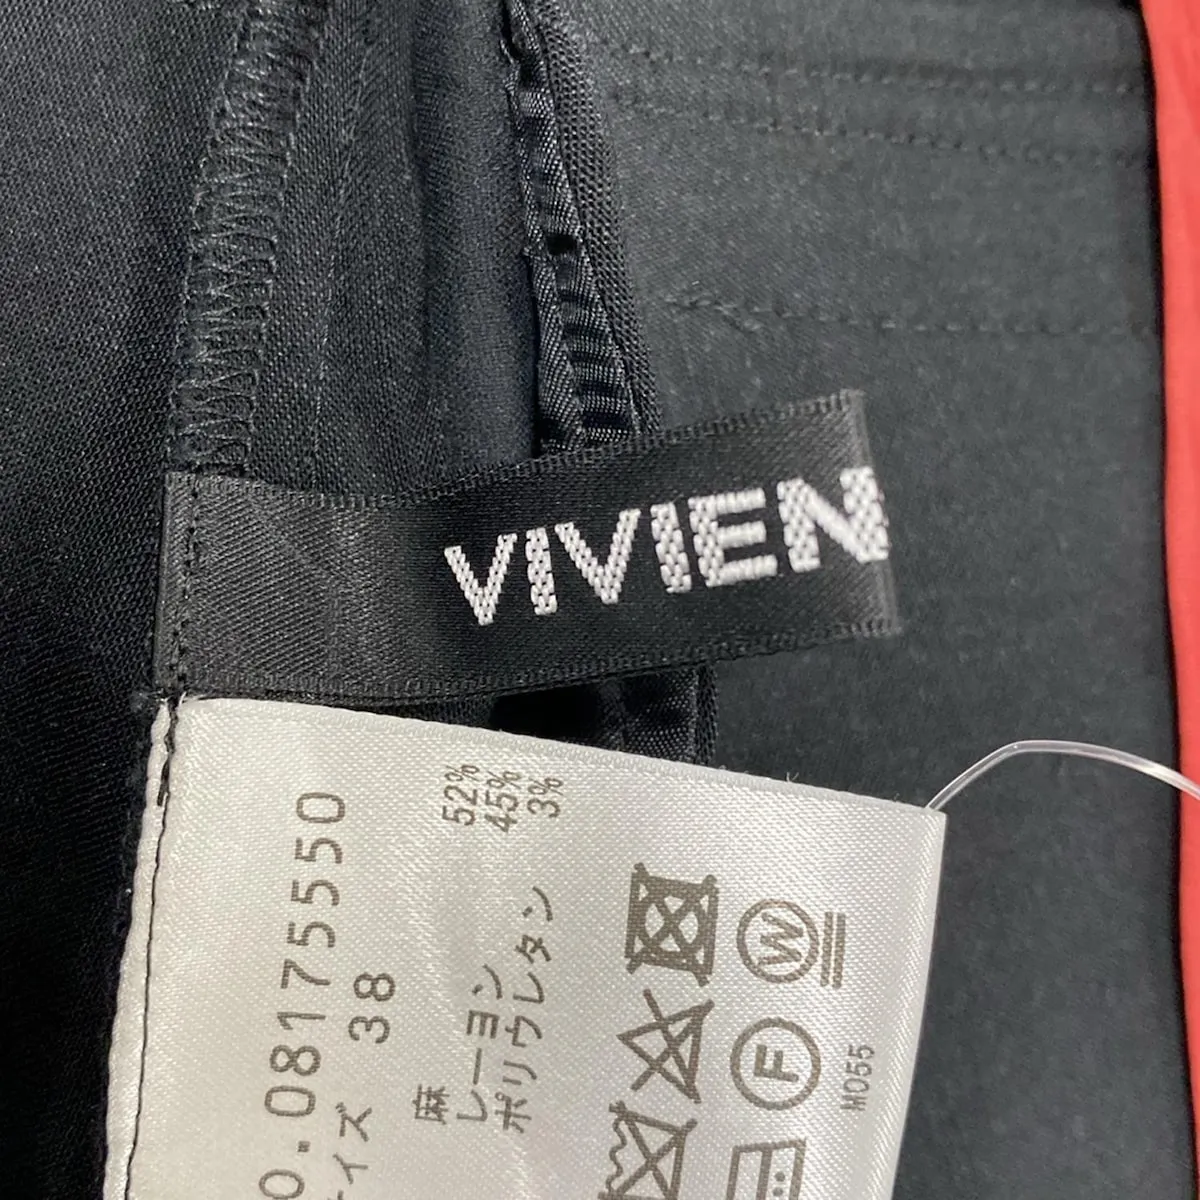 VIVIEN
O.08175550
イズ 38
麻 52%
レーヨン 45%
ポリウレタン 3%
W
F
M055